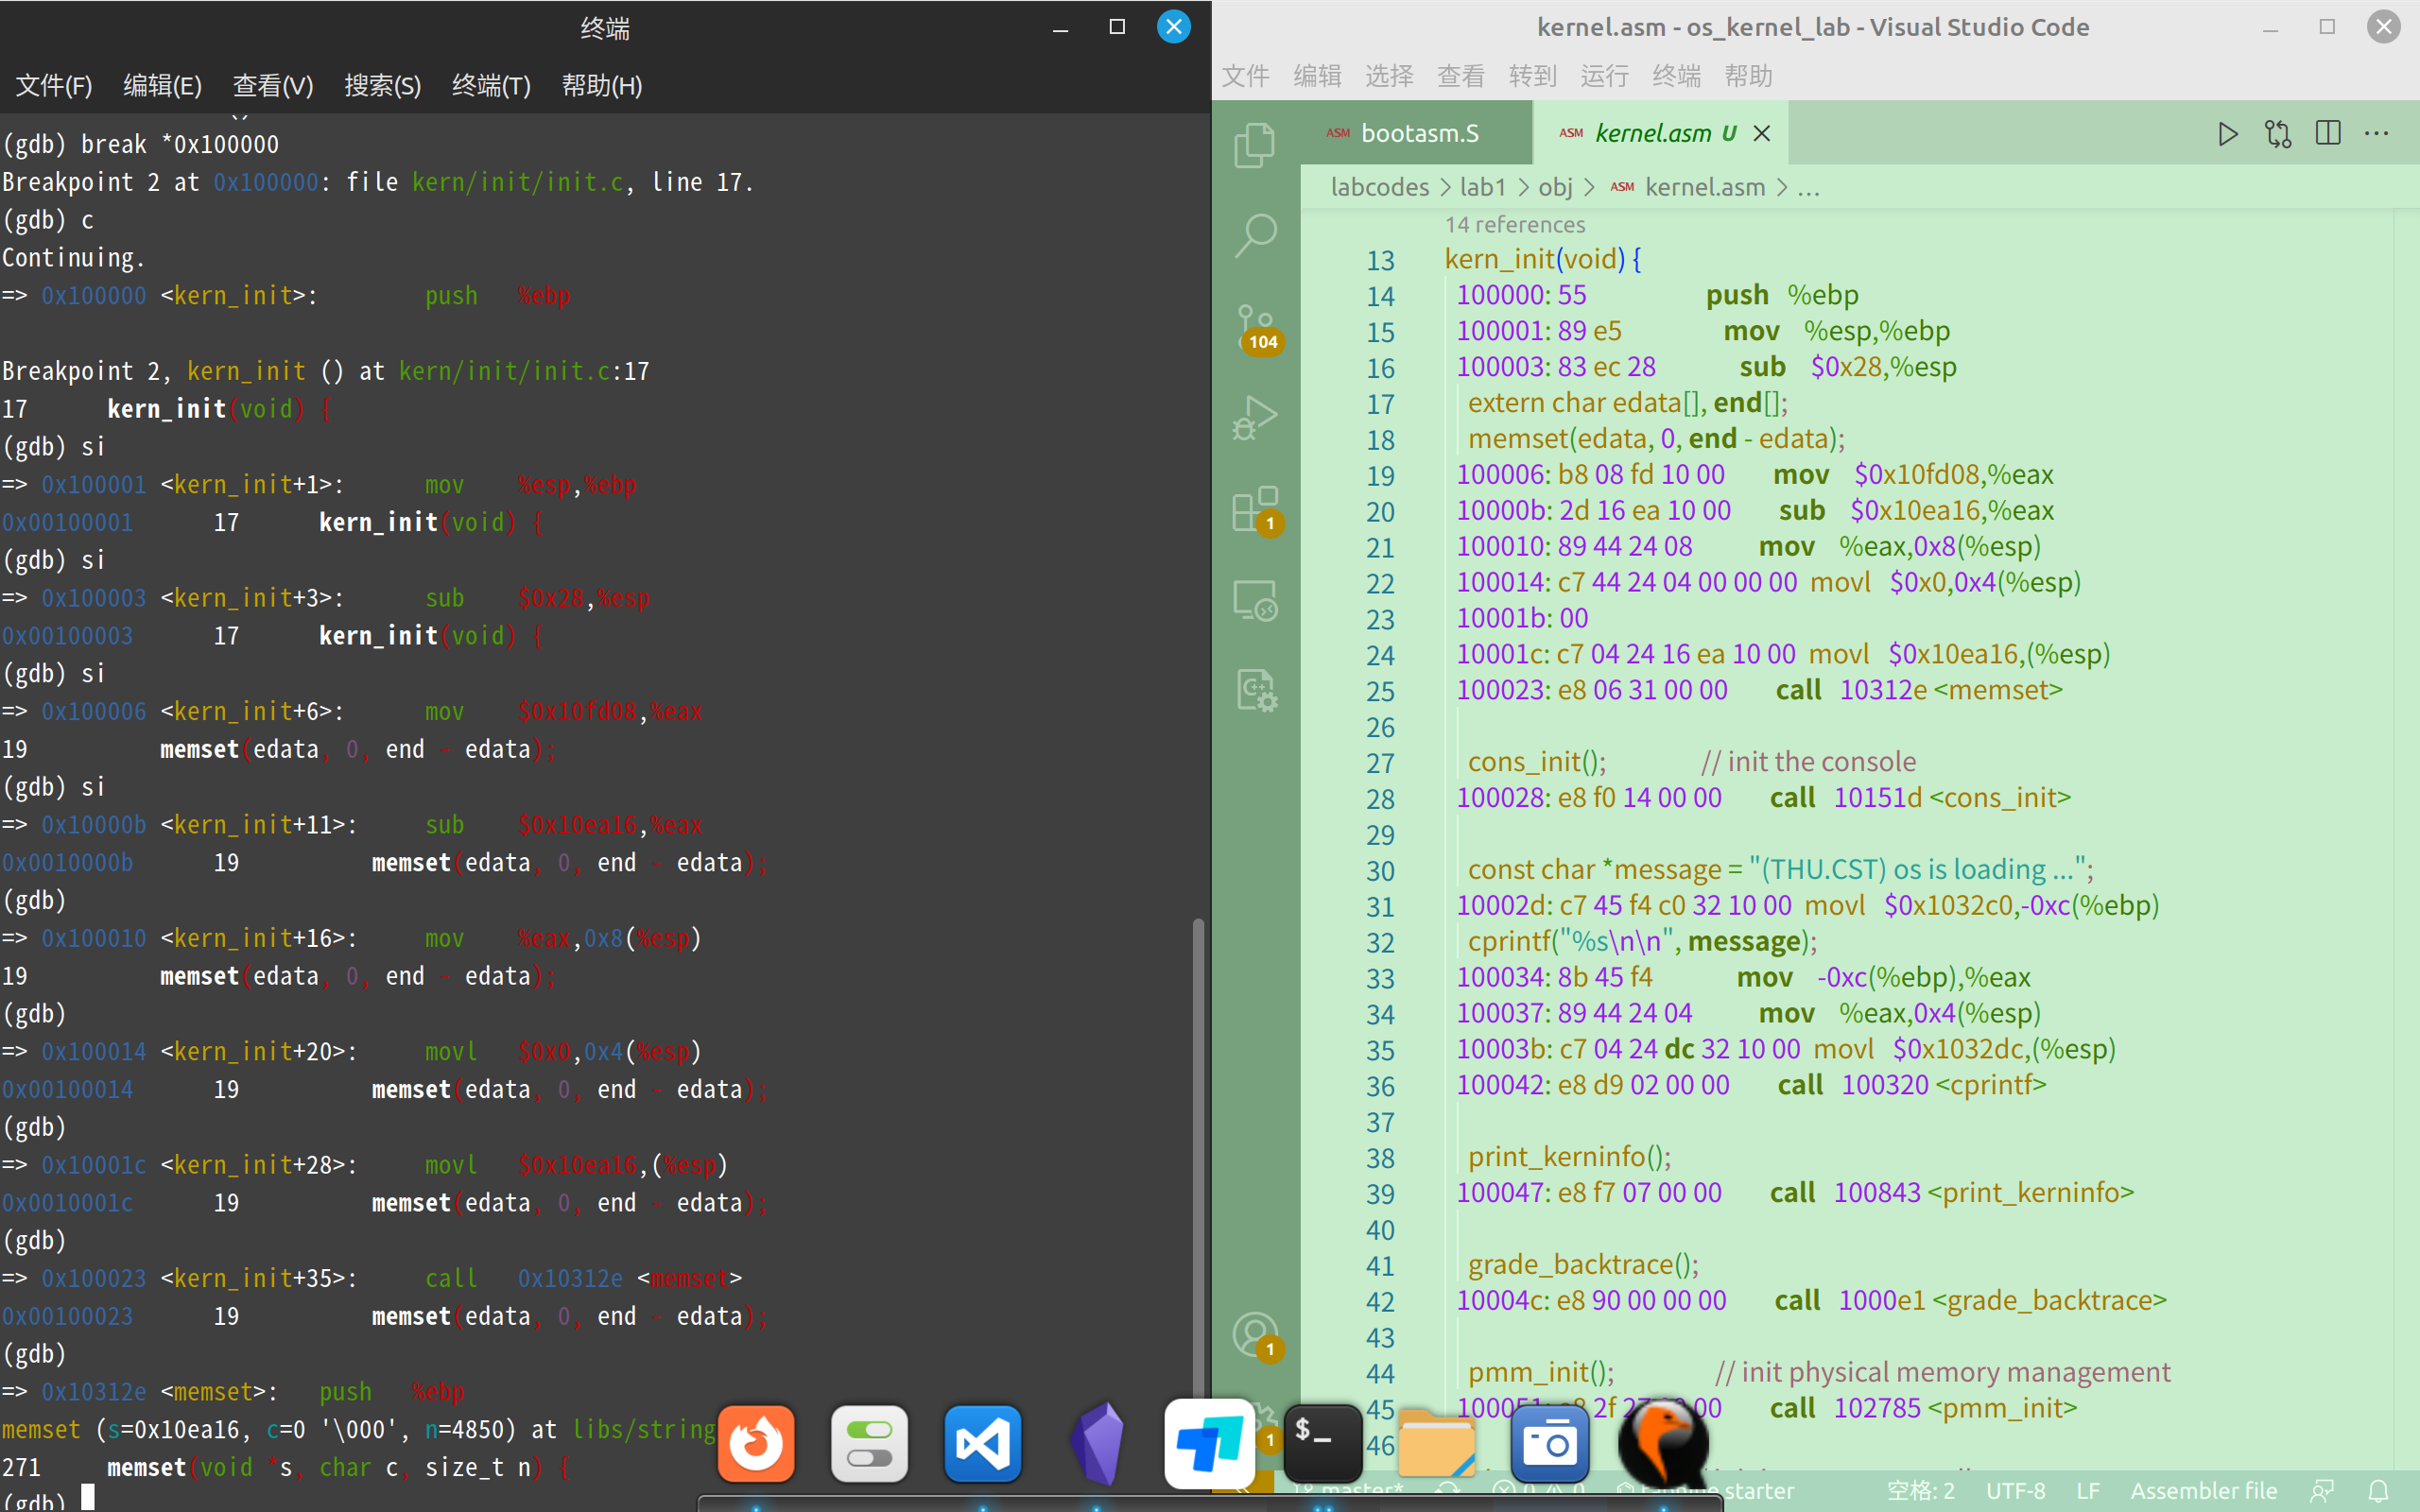 终端
文件(F) 编辑(E) 查看(V) 搜索(S) 终端(T) 帮助(H)
(gdb) break *0x100000
Breakpoint 2 at 0x100000: file kern/init/init.c, line 17.
(gdb) c
Continuing.
=> 0x100000 <kern_init>: push %ebp
Breakpoint 2, kern_init () at kern/init/init.c:17
17 kern_init(void) {
(gdb) si
=> 0x100001 <kern_init+1>: mov %esp,%ebp
0x00100001 17 kern_init(void) {
(gdb) si
=> 0x100003 <kern_init+3>: sub $0x28,%esp
0x00100003 17 kern_init(void) {
(gdb) si
=> 0x100006 <kern_init+6>: mov $0x10fd08,%eax
19 memset(edata, 0, end - edata);
(gdb) si
=> 0x10000b <kern_init+11>: sub $0x10ea16,%eax
0x0010000b 19 memset(edata, 0, end - edata);
(gdb)
=> 0x100010 <kern_init+16>: mov %eax,0x8(%esp)
19 memset(edata, 0, end - edata);
(gdb)
=> 0x100014 <kern_init+20>: movl $0x0,0x4(%esp)
0x00100014 19 memset(edata, 0, end - edata);
(gdb)
=> 0x10001c <kern_init+28>: movl $0x10ea16,(%esp)
0x0010001c 19 memset(edata, 0, end - edata);
(gdb)
=> 0x100023 <kern_init+35>: call 0x10312e <memset>
0x00100023 19 memset(edata, 0, end - edata);
(gdb)
=> 0x10312e <memset>: push %ebp
memset (s=0x10ea16, c=0 '\000', n=4850) at libs/string
271 memset(void *s, char c, size_t n) {
(gdb)
kernel.asm - os_kernel_lab - Visual Studio Code
文件 编辑 选择 查看 转到 运行 终端 帮助
ASM bootasm.S ASM kernel.asm U
labcodes > lab1 > obj > ASM kernel.asm > ...
104
1
1
1
14 references
13 kern_init(void) {
14 100000: 55 push %ebp
15 100001: 89 e5 mov %esp,%ebp
16 100003: 83 ec 28 sub $0x28,%esp
17 extern char edata[], end[];
18 memset(edata, 0, end - edata);
19 100006: b8 08 fd 10 00 mov $0x10fd08,%eax
20 10000b: 2d 16 ea 10 00 sub $0x10ea16,%eax
21 100010: 89 44 24 08 mov %eax,0x8(%esp)
22 100014: c7 44 24 04 00 00 00 movl $0x0,0x4(%esp)
23 10001b: 00
24 10001c: c7 04 24 16 ea 10 00 movl $0x10ea16,(%esp)
25 100023: e8 06 31 00 00 call 10312e <memset>
26
27 cons_init(); // init the console
28 100028: e8 f0 14 00 00 call 10151d <cons_init>
29
30 const char *message = "(THU.CST) os is loading ...";
31 10002d: c7 45 f4 c0 32 10 00 movl $0x1032c0,-0xc(%ebp)
32 cprintf("%s\n\n", message);
33 100034: 8b 45 f4 mov -0xc(%ebp),%eax
34 100037: 89 44 24 04 mov %eax,0x4(%esp)
35 10003b: c7 04 24 dc 32 10 00 movl $0x1032dc,(%esp)
36 100042: e8 d9 02 00 00 call 100320 <cprintf>
37
38 print_kerninfo();
39 100047: e8 f7 07 00 00 call 100843 <print_kerninfo>
40
41 grade_backtrace();
42 10004c: e8 90 00 00 00 call 1000e1 <grade_backtrace>
43
44 pmm_init(); // init physical memory management
45 2f 00 call 102785 <pmm_init>
46
master* starter 空格: 2 UTF-8 LF Assembler file